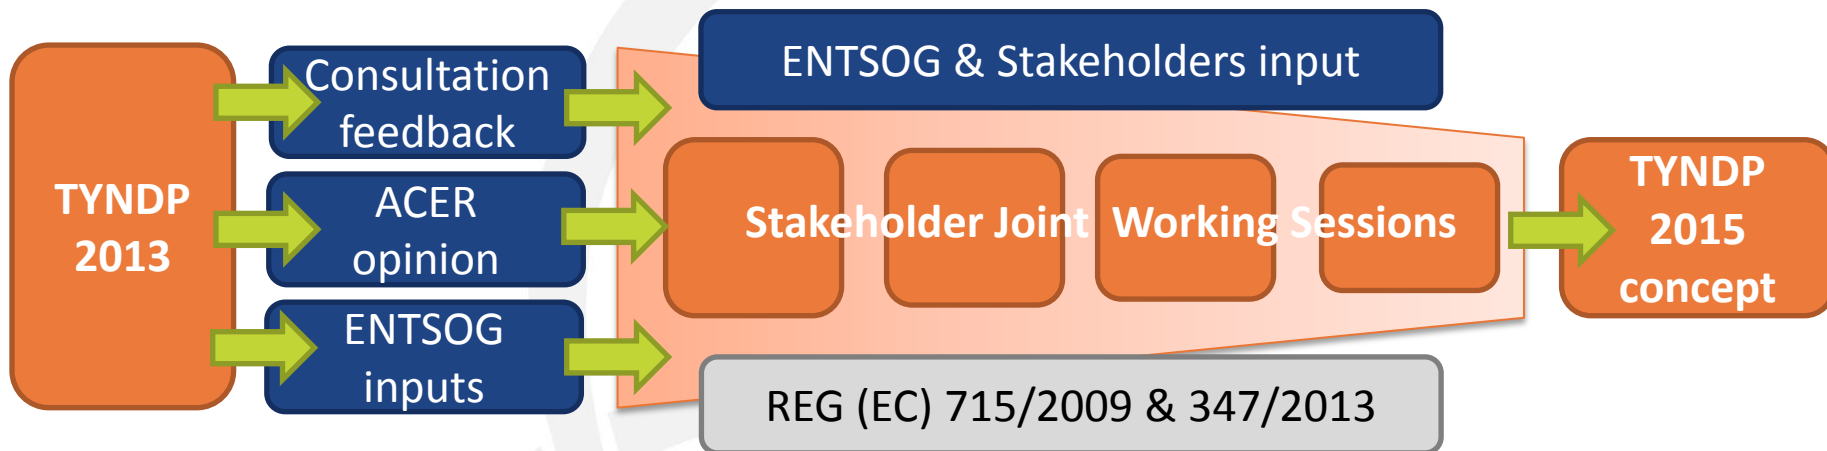 TYNDP
2013
Consultation
feedback
ACER
opinion
ENTSOG
inputs
ENTSOG & Stakeholders input
Stakeholder Joint Working Sessions
REG (EC) 715/2009 & 347/2013
TYNDP
2015
concept